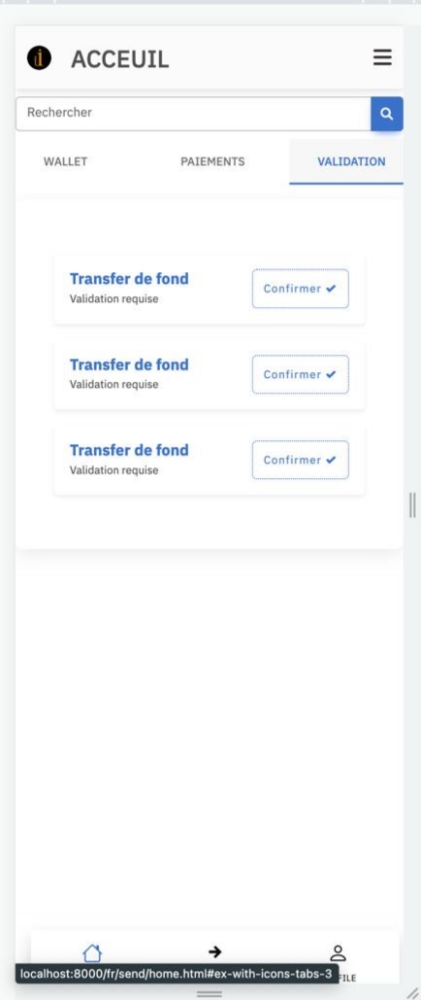 ACCEUIL
Rechercher
WALLET PAIEMENTS VALIDATION
Transfer de fond
Validation requise
Confirmer
Transfer de fond
Validation requise
Confirmer
Transfer de fond
Validation requise
Confirmer
localhost:8000/fr/send/home.html#ex-with-icons-tabs-3
FILE